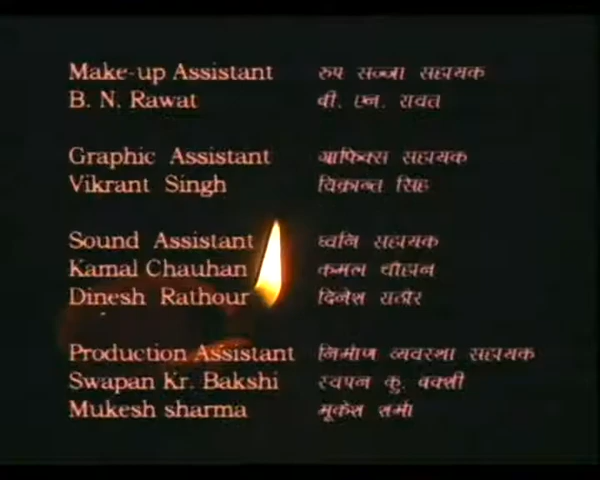 Make-up Assistant रुप सज्जा सहायक
B. N. Rawat वी. एन. रावत
Graphic Assistant ग्राफिक्स सहायक
Vikrant Singh विक्रान्त सिंह
Sound Assistant ध्वनि सहायक
Kamal Chauhan कमल चौहान
Dinesh Rathour दिनेश राठौर
Production Assistant निर्माण व्यवस्था सहायक
Swapan Kr. Bakshi स्वपन कु. वक्शी
Mukesh sharma मूकेश शर्मा